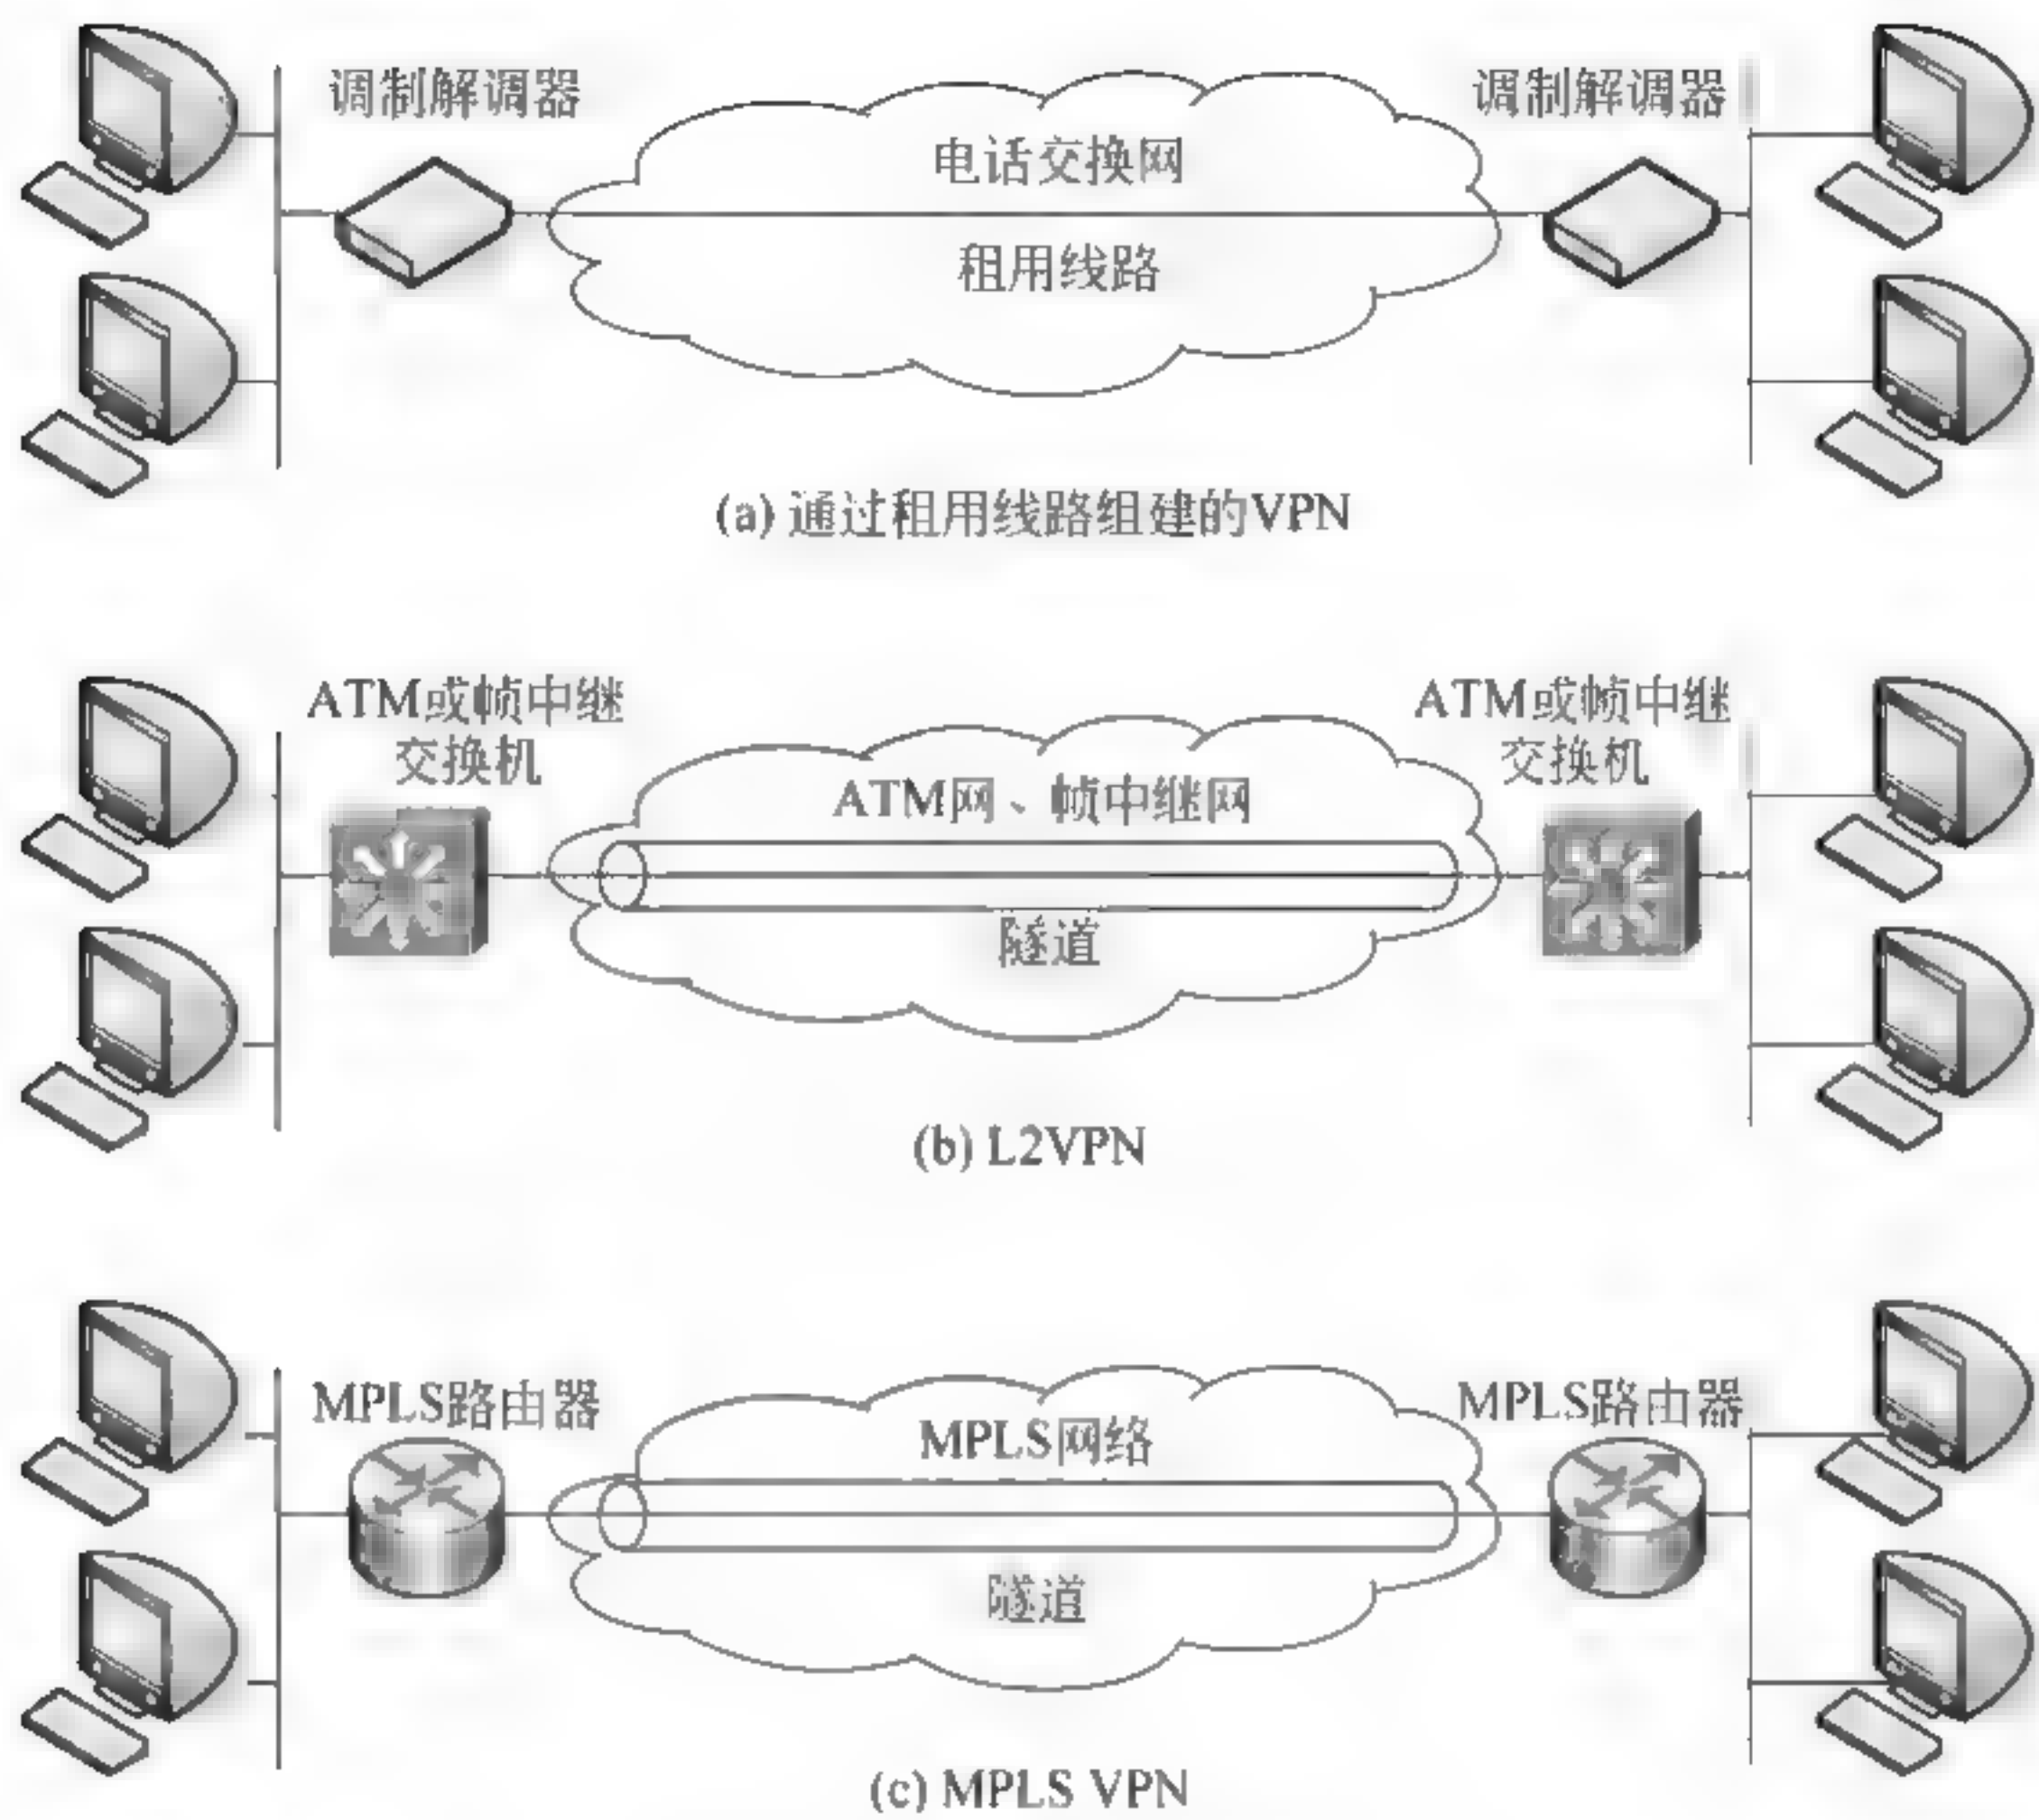 调制解调器
调制解调器
电话交换网
租用线路
(a) 通过租用线路组建的VPN
ATM或帧中继
交换机
ATM或帧中继
交换机
ATM网、帧中继网
隧道
(b) L2VPN
MPLS路由器
MPLS路由器
MPLS网络
隧道
(c) MPLS VPN